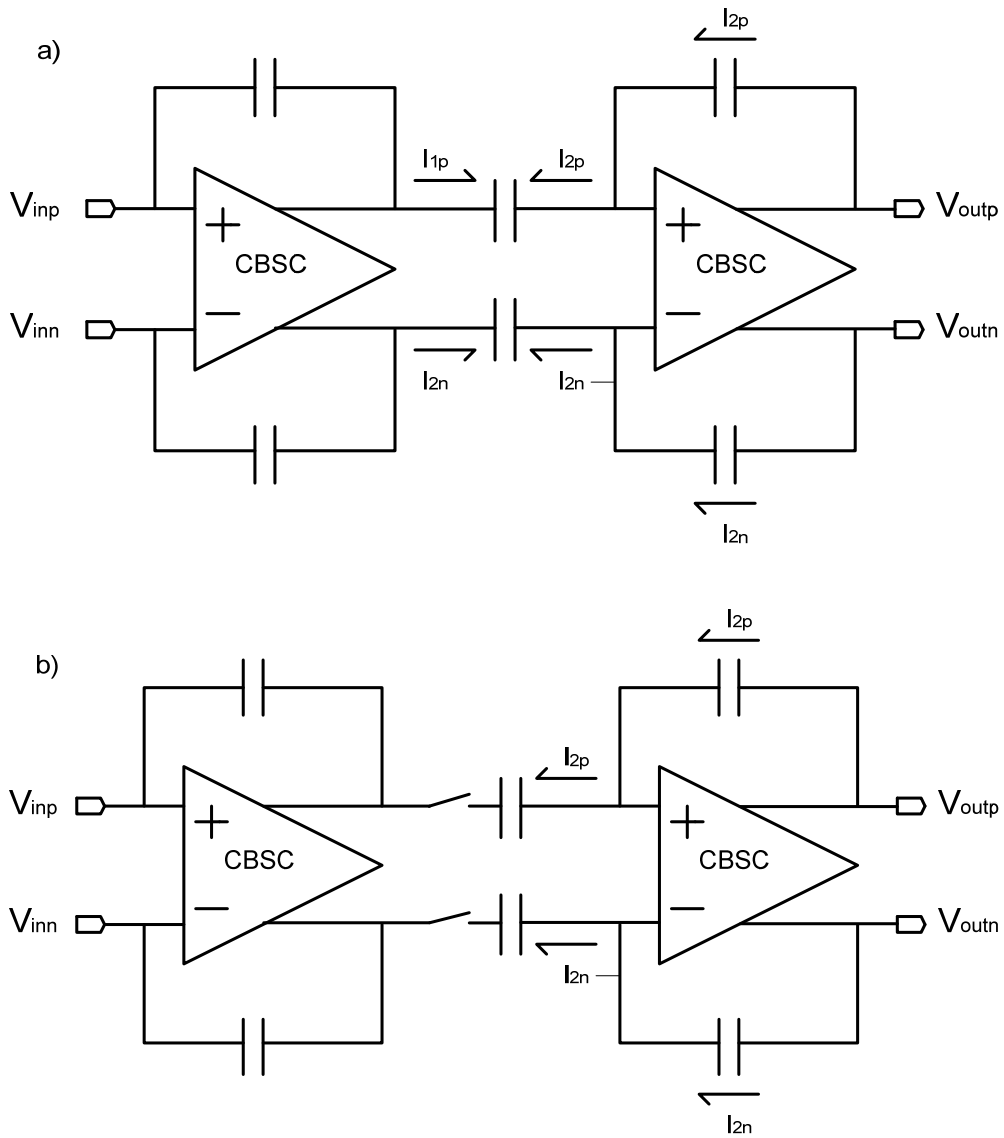 a)
I2p
I1p
I2p
Vinp
+
CBSC
+
CBSC
Voutp
Vinn
−
−
Voutn
I2n
I2n
I2n
b)
I2p
I2p
Vinp
+
CBSC
+
CBSC
Voutp
Vinn
−
−
Voutn
I2n
I2n